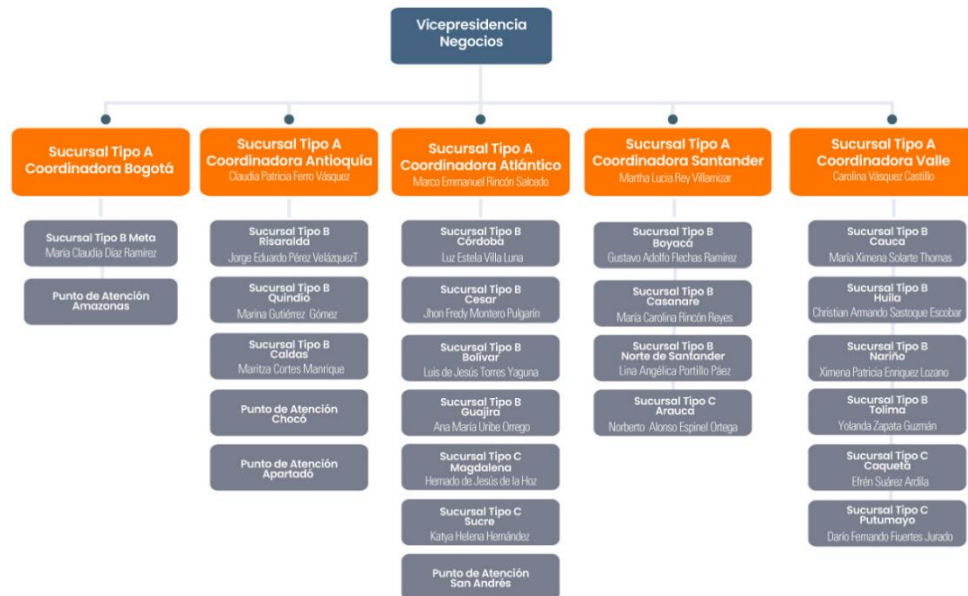 Vicepresidencia
Negocios
Sucursal Tipo A
Coordinadora Bogotá
Sucursal Tipo B Meta
María Claudia Díaz Ramírez
Punto de Atención
Amazonas
Sucursal Tipo A
Coordinadora Antioquía
Claudia Patricia Ferro Vásquez
Sucursal Tipo B
Risaralda
Jorge Eduardo Pérez VelázquezT
Sucursal Tipo B
Quindió
Marina Gutiérrez Gómez
Sucursal Tipo B
Caldas
Maritza Cortes Manrique
Punto de Atención
Chocó
Punto de Atención
Apartadó
Sucursal Tipo A
Coordinadora Atlántico
Marco Emmanuel Rincón Salcedo
Sucursal Tipo B
Córdoba
Luz Estela Villa Luna
Sucursal Tipo B
Cesar
Jhon Fredy Montero Pulgarín
Sucursal Tipo B
Bolívar
Luis de Jesús Torres Yaguna
Sucursal Tipo B
Guajira
Ana María Uribe Orrego
Sucursal Tipo C
Magdalena
Hernado de Jesús de la Hoz
Sucursal Tipo C
Sucre
Katya Helena Hernández
Punto de Atención
San Andrés
Sucursal Tipo A
Coordinadora Santander
Martha Lucia Rey Villamizar
Sucursal Tipo B
Boyacá
Gustavo Adolfo Flechas Ramírez
Sucursal Tipo B
Casanare
María Carolina Rincón Reyes
Sucursal Tipo B
Norte de Santander
Lina Angélica Portillo Páez
Sucursal Tipo C
Arauca
Norberto Alonso Espinel Ortega
Sucursal Tipo A
Coordinadora Valle
Carolina Vásquez Castillo
Sucursal Tipo B
Cauca
María Ximena Solarte Thomas
Sucursal Tipo B
Huila
Christian Armando Sastoque Escobar
Sucursal Tipo B
Nariño
Ximena Patricia Enriquez Lozano
Sucursal Tipo B
Tolima
Yolanda Zapata Guzmán
Sucursal Tipo C
Caquetá
Efrén Suárez Ardila
Sucursal Tipo C
Putumayo
Darío Fernando Fiuertes Jurado